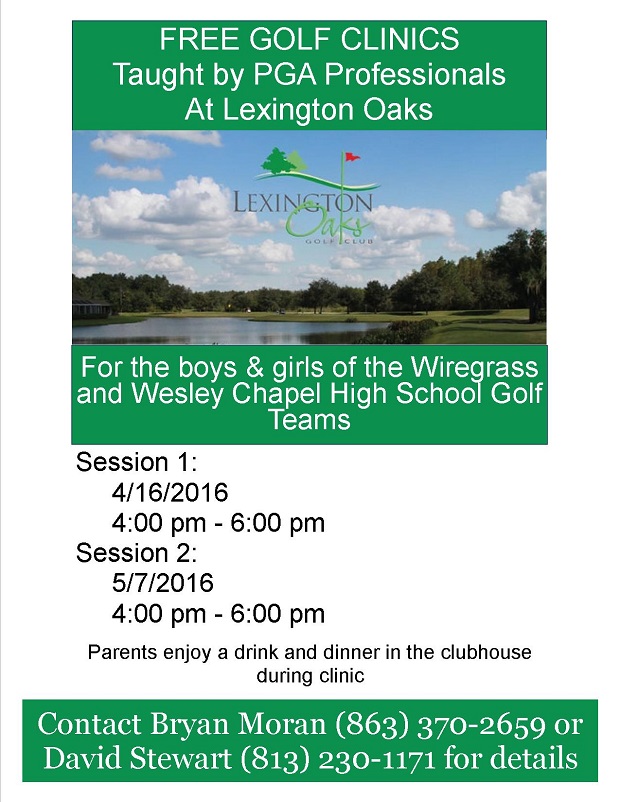 FREE GOLF CLINICS
Taught by PGA Professionals
At Lexington Oaks
LEXINGTON
Oaks
GOLF CLUB
For the boys & girls of the Wiregrass
and Wesley Chapel High School Golf
Teams
Session 1:
4/16/2016
4:00 pm - 6:00 pm
Session 2:
5/7/2016
4:00 pm - 6:00 pm
Parents enjoy a drink and dinner in the clubhouse
during clinic
Contact Bryan Moran (863) 370-2659 or
David Stewart (813) 230-1171 for details